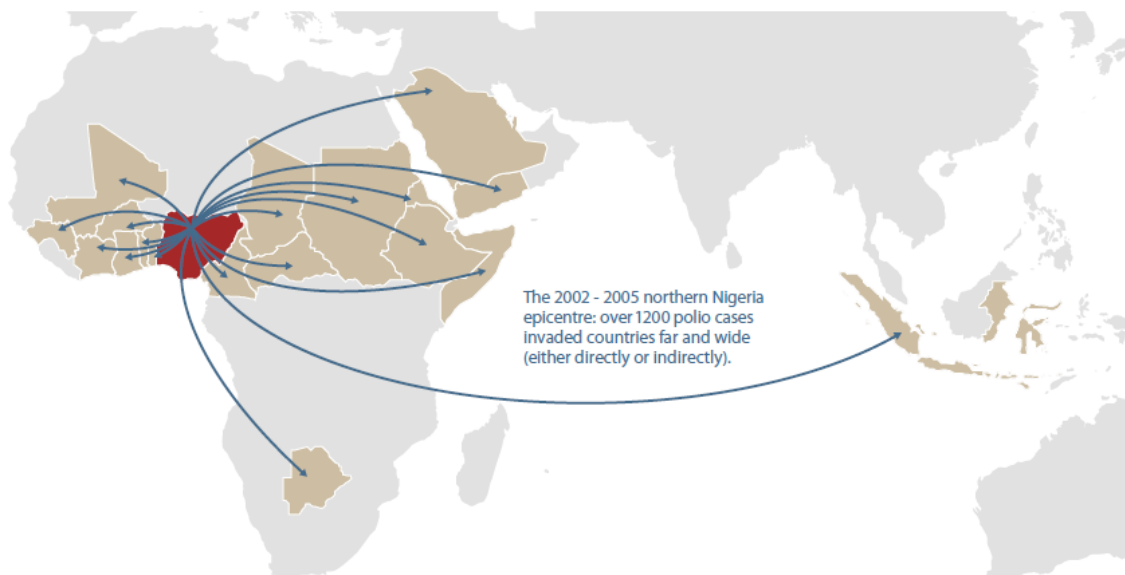 The 2002 - 2005 northern Nigeria
epicentre: over 1200 polio cases
invaded countries far and wide
(either directly or indirectly).